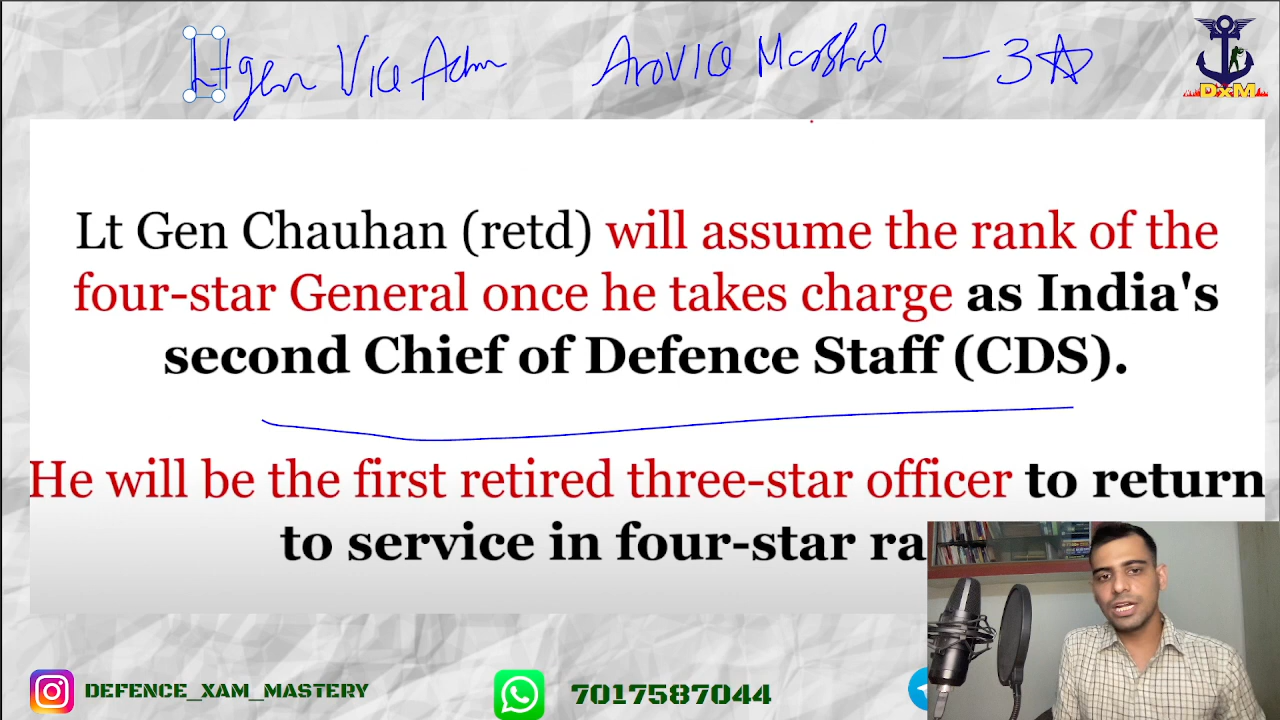 Lt gen Vice Adm Air Vice Marshal - 3☆
DxM
Lt Gen Chauhan (retd) will assume the rank of the
four-star General once he takes charge as India's
second Chief of Defence Staff (CDS).
He will be the first retired three-star officer to return
to service in four-star ra
DEFENCE_XAM_MASTERY
7017587044